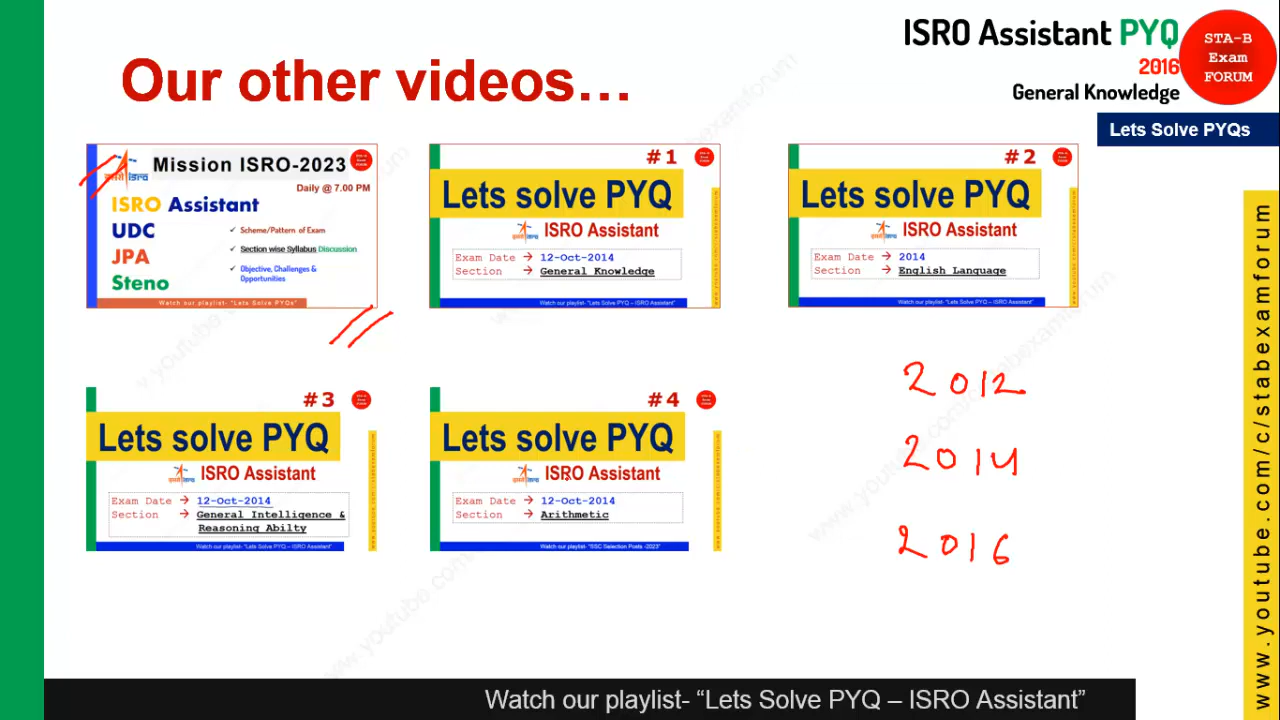 ISRO Assistant PYQ
2016
General Knowledge
STA-B
Exam
FORUM
Lets Solve PYQs
Our other videos…
इसरो isro
Mission ISRO-2023
Daily @ 7.00 PM
ISRO Assistant
UDC
JPA
Steno
✓ Scheme/Pattern of Exam
✓ Section wise Syllabus Discussion
✓ Objective, Challenges &
Opportunities
Watch our playlist- "Lets Solve PYQs"
#1
Lets solve PYQ
ISRO Assistant
Exam Date → 12-Oct-2014
Section → General Knowledge
Watch our playlist- "Lets Solve PYQ – ISRO Assistant"
#2
Lets solve PYQ
ISRO Assistant
Exam Date → 2014
Section → English Language
Watch our playlist- "Lets Solve PYQ – ISRO Assistant"
#3
Lets solve PYQ
ISRO Assistant
Exam Date → 12-Oct-2014
Section → General Intelligence &
Reasoning Abilty
Watch our playlist- "Lets Solve PYQ – ISRO Assistant"
#4
Lets solve PYQ
ISRO Assistant
Exam Date → 12-Oct-2014
Section → Arithmetic
Watch our playlist- "SSC Selection Posts -2023"
2012
2014
2016
www.youtube.com/c/stabexamforum
Watch our playlist- “Lets Solve PYQ – ISRO Assistant”